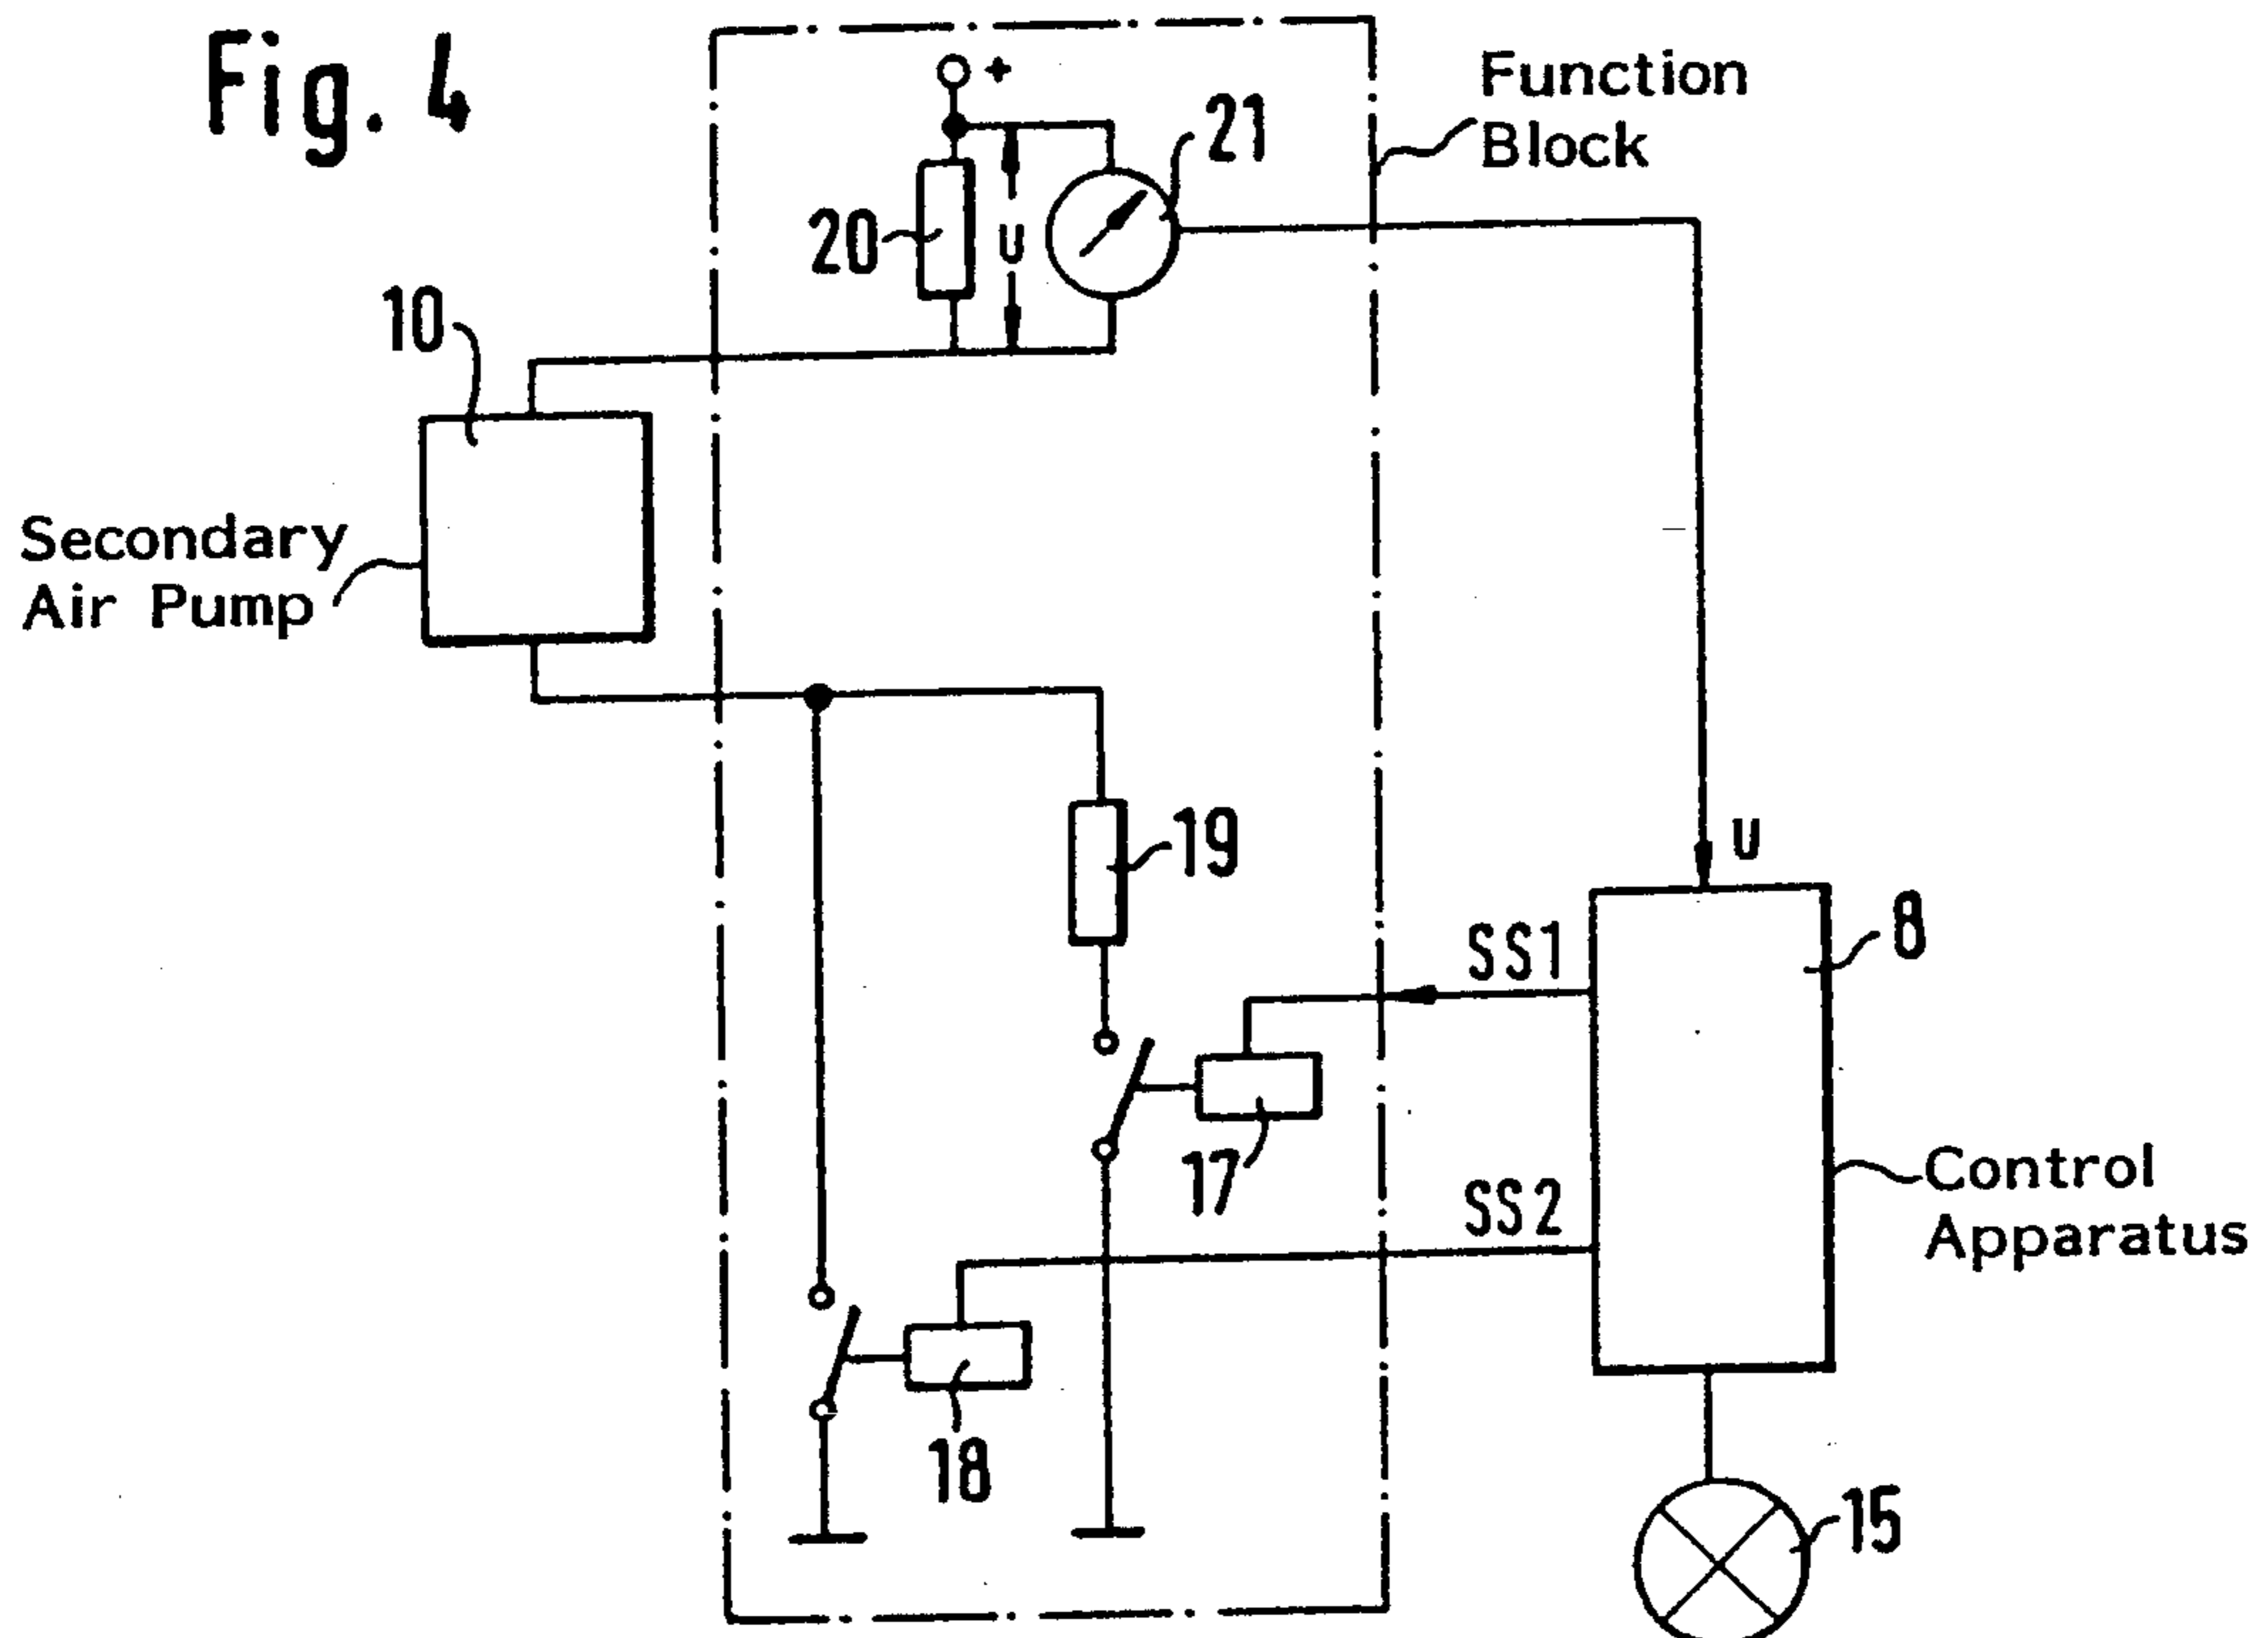 Fig. 4
+
Function
Block
21
20
U
10
Secondary
Air Pump
19
U
8
SS1
17
SS2
Control
Apparatus
18
15